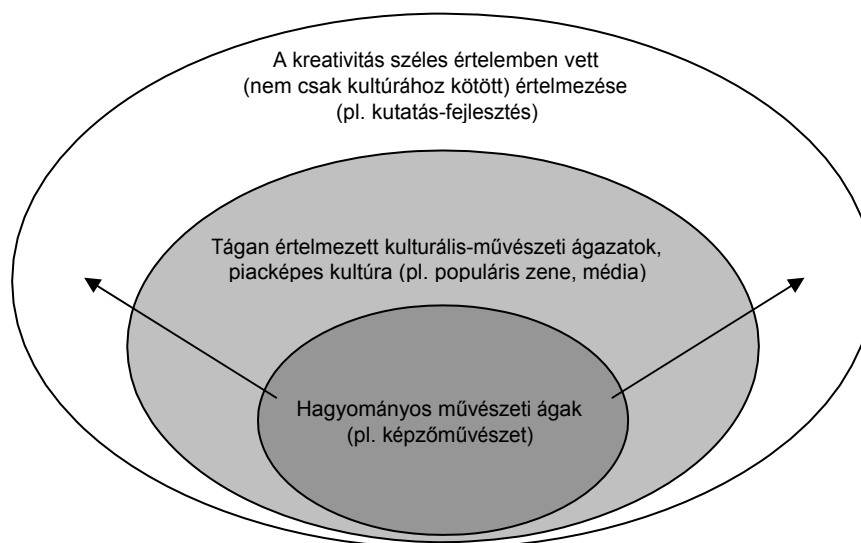 A kreativitás széles értelemben vett
(nem csak kultúrához kötött) értelmezése
(pl. kutatás-fejlesztés)
Tágan értelmezett kulturális-művészeti ágazatok,
piacképes kultúra (pl. populáris zene, média)
Hagyományos művészeti ágak
(pl. képzőművészet)